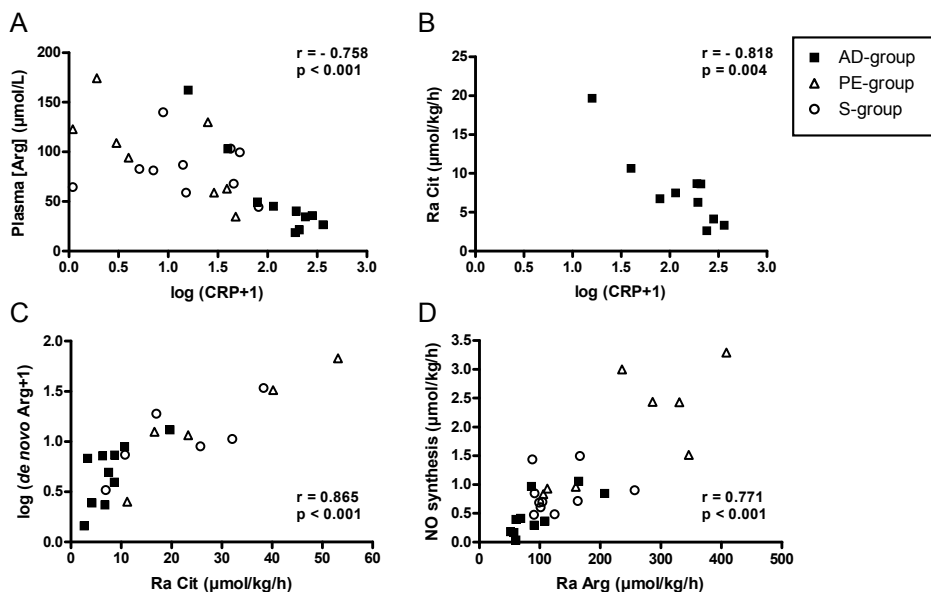 A
r = - 0.758
p < 0.001
Plasma [Arg] (μmol/L)
200
150
100
50
0
0.0 0.5 1.0 1.5 2.0 2.5 3.0
log (CRP+1)
B
r = - 0.818
p = 0.004
Ra Cit (μmol/kg/h)
25
20
15
10
5
0
0.0 0.5 1.0 1.5 2.0 2.5 3.0
log (CRP+1)
AD-group
PE-group
S-group
C
log (de novo Arg+1)
2.0
1.5
1.0
0.5
0.0
r = 0.865
p < 0.001
0 10 20 30 40 50 60
Ra Cit (μmol/kg/h)
D
NO synthesis (μmol/kg/h)
3.5
3.0
2.5
2.0
1.5
1.0
0.5
0.0
r = 0.771
p < 0.001
0 100 200 300 400 500
Ra Arg (μmol/kg/h)